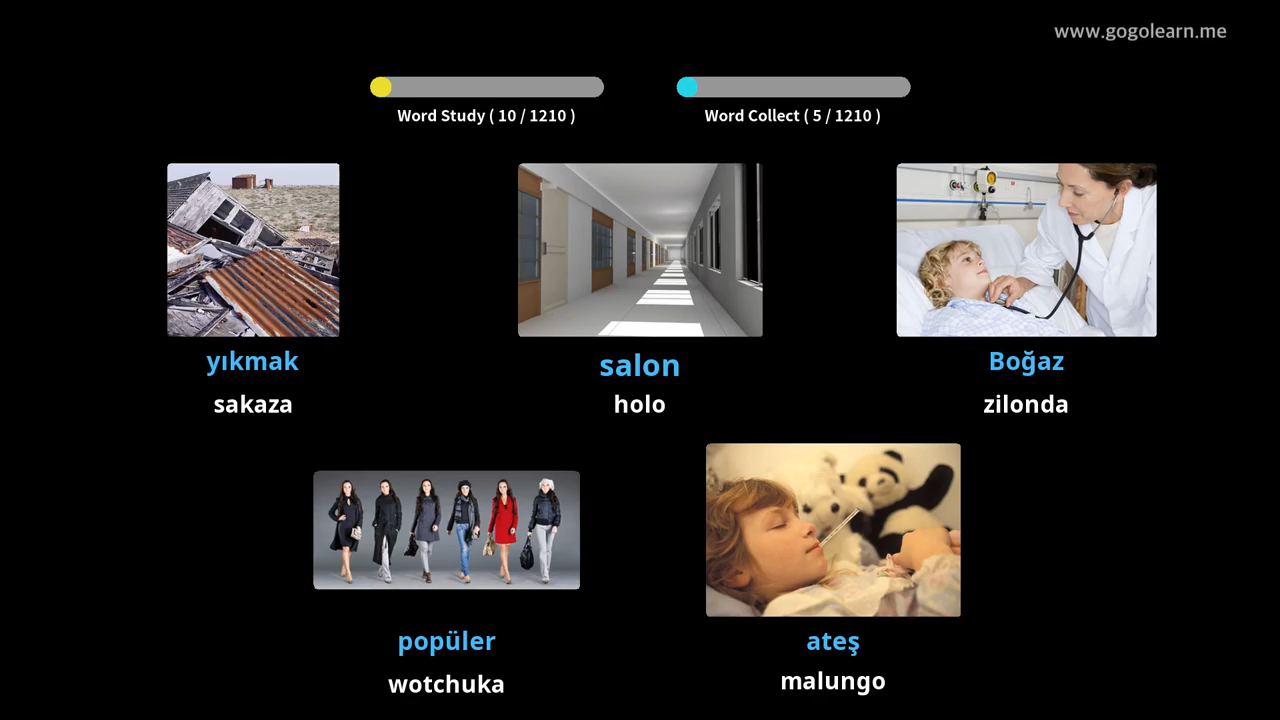 www.gogolearn.me
Word Study ( 10 / 1210 )
Word Collect ( 5 / 1210 )
yıkmak
salon
Boğaz
sakaza
holo
zilonda
popüler
ateş
wotchuka
malungo